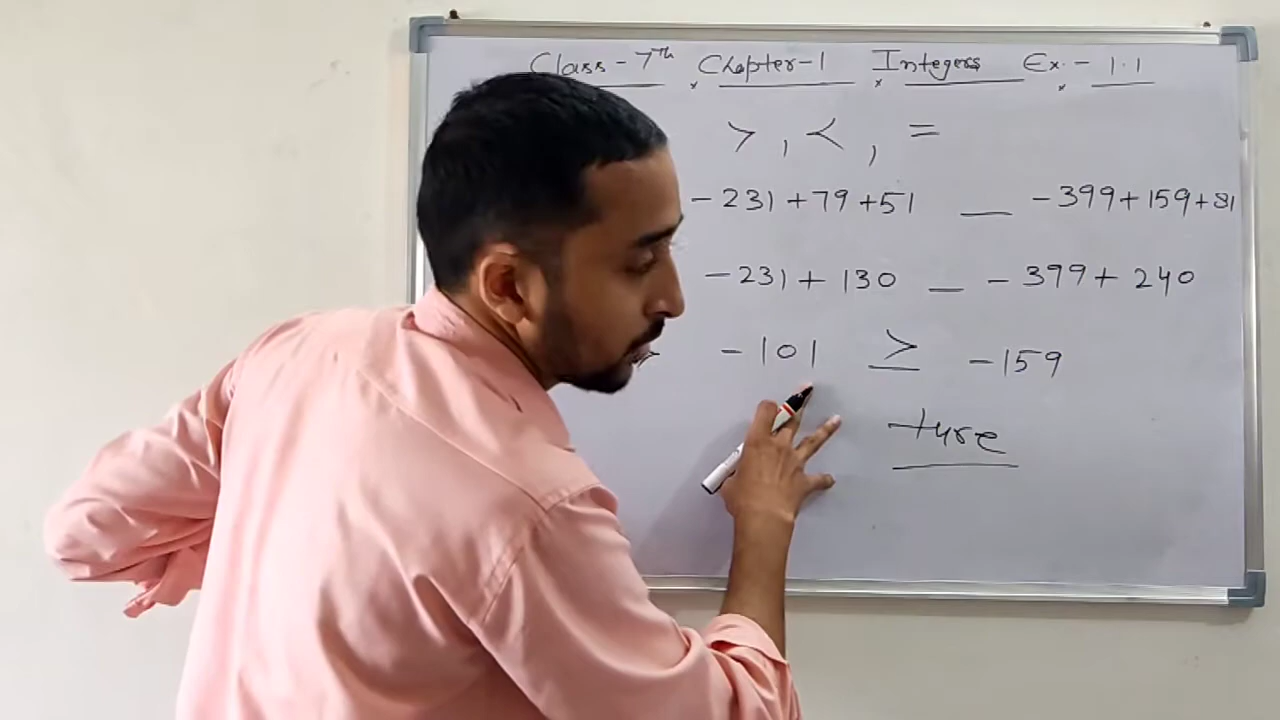 Class - 7th Chapter-1 Integers Ex. - 1.1
> , < , =
-231+79+51 __ -399+159+81
-231+ 130 __ -399+ 240
-101 > -159
ture